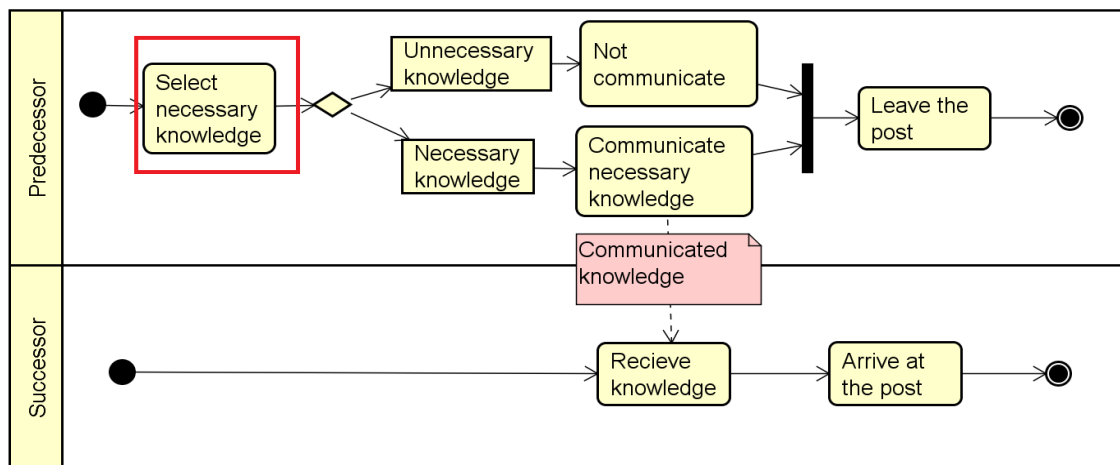 Predecessor
Select
necessary
knowledge
Unnecessary
knowledge
Necessary
knowledge
Not
communicate
Communicate
necessary
knowledge
Leave the
post
Communicated
knowledge
Successor
Recieve
knowledge
Arrive at
the post